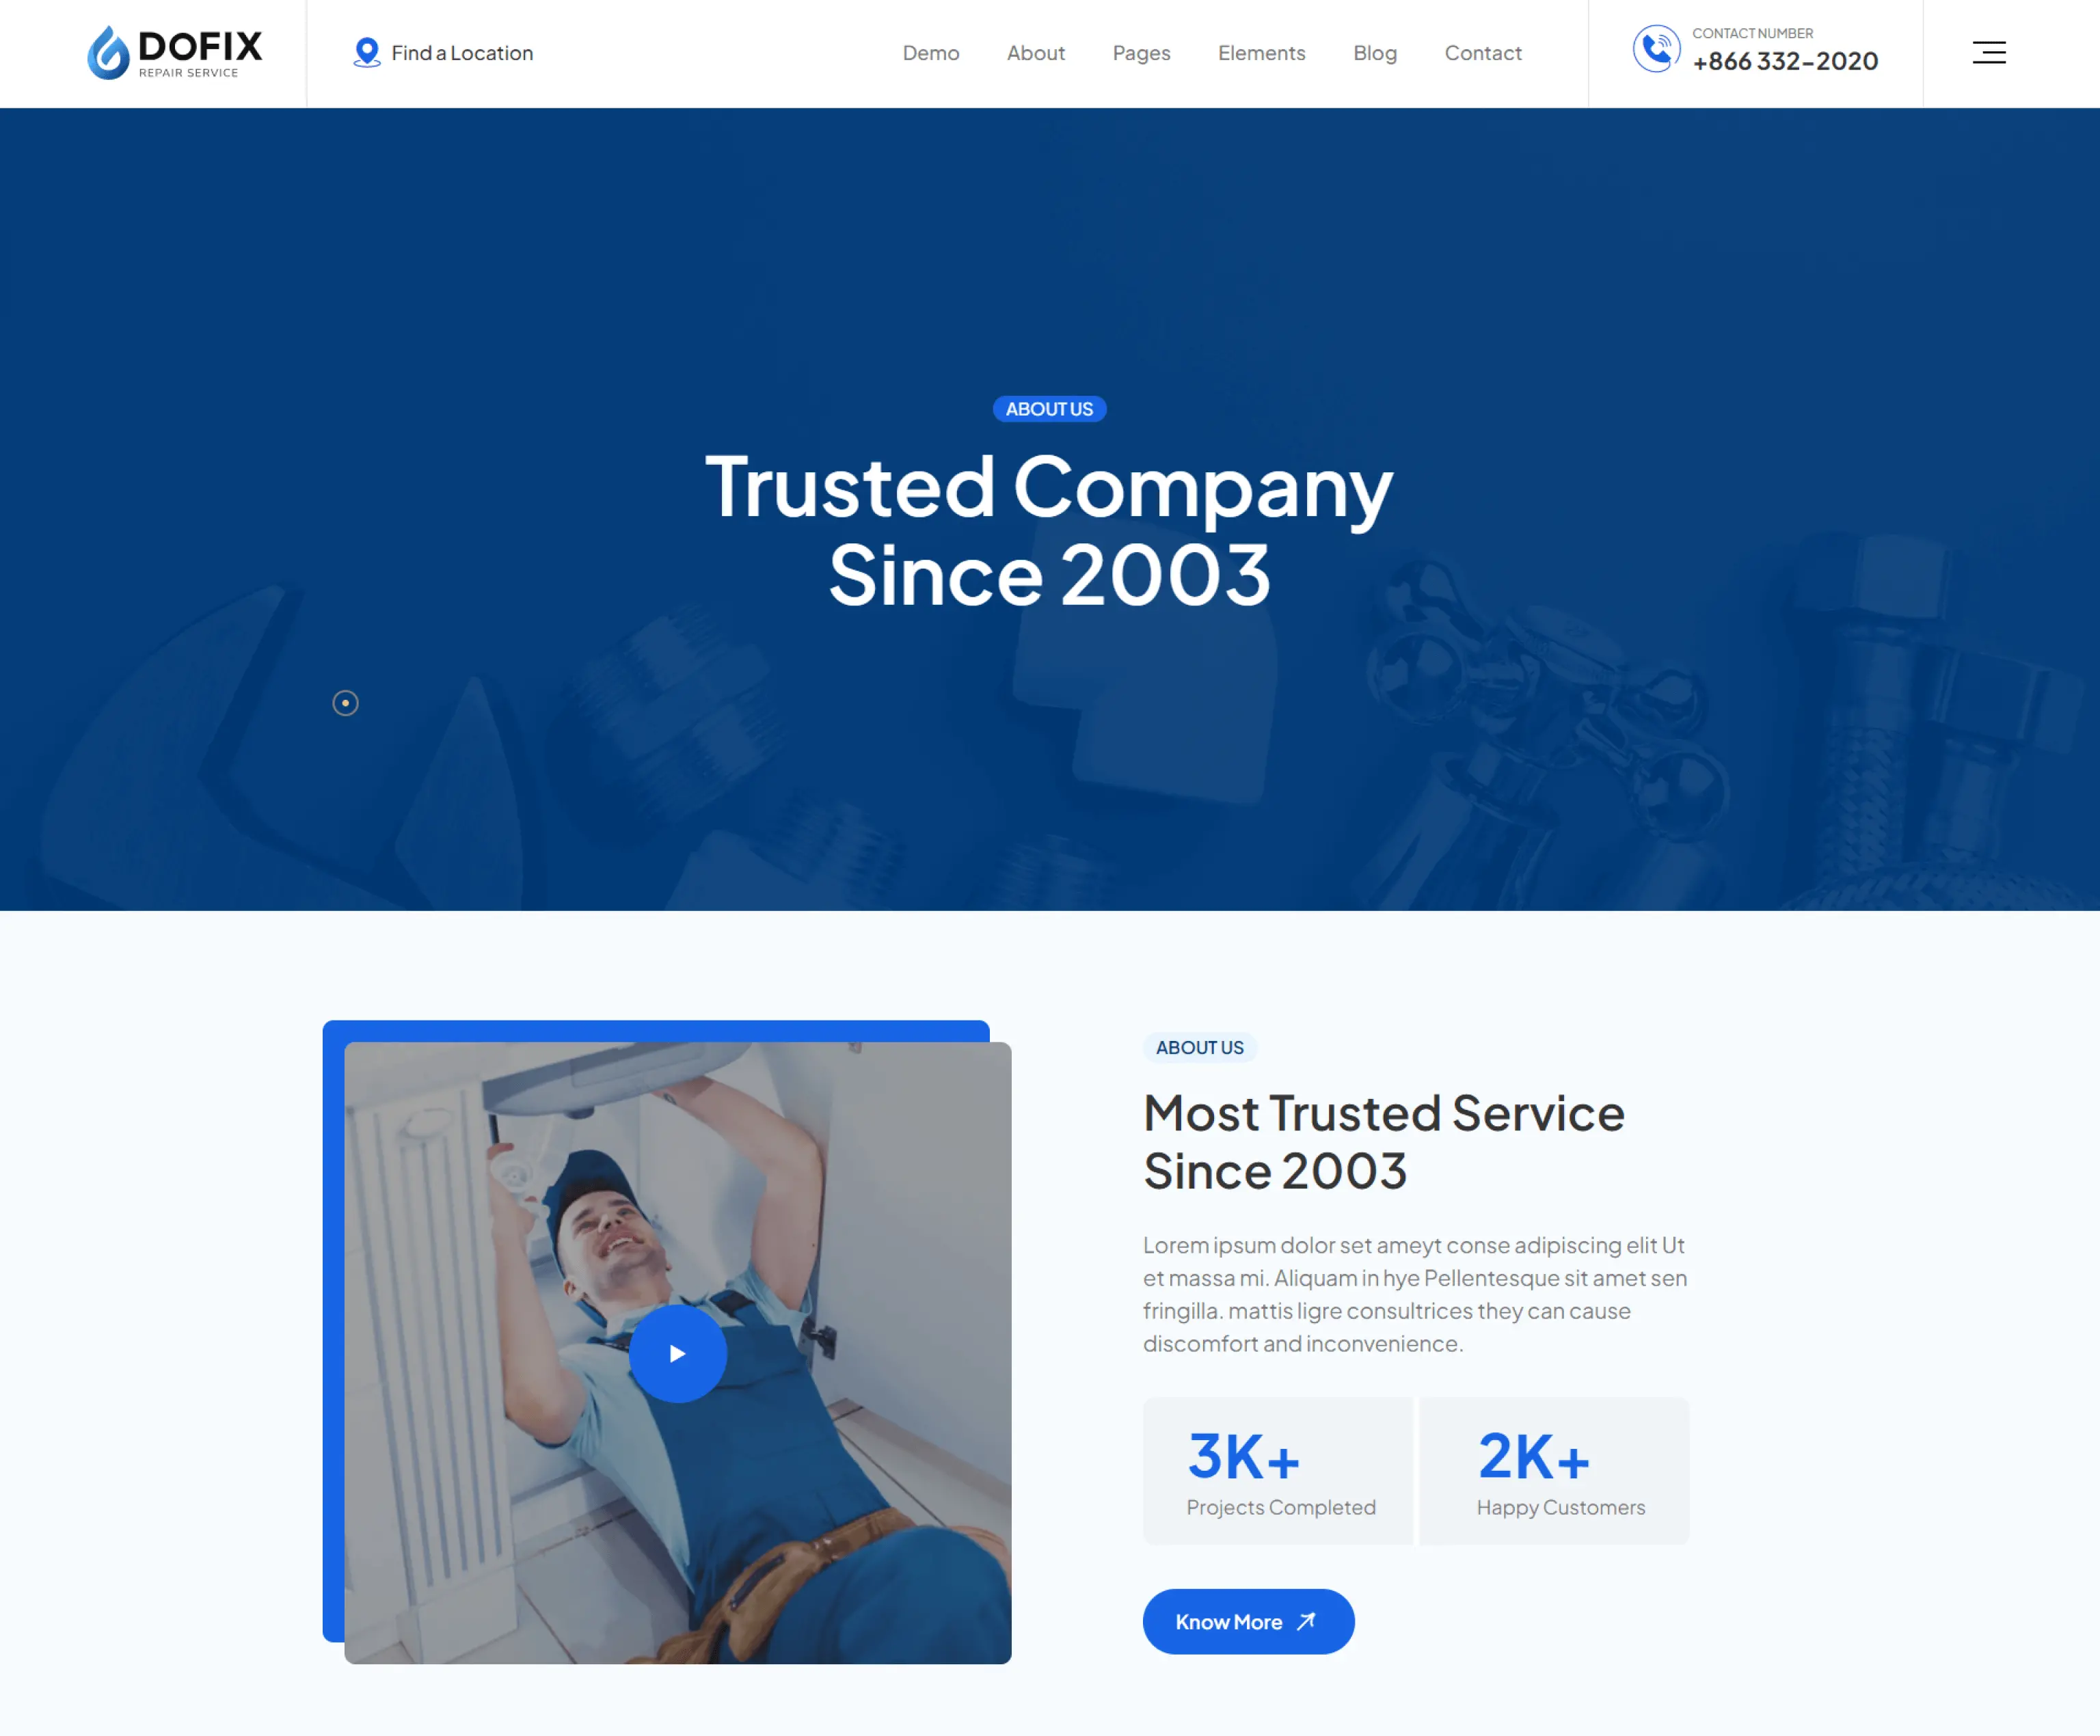 DOFIX
REPAIR SERVICE
Find a Location
Demo
About
Pages
Elements
Blog
Contact
CONTACT NUMBER
+866 332-2020
ABOUT US
Trusted Company
Since 2003
ABOUT US
Most Trusted Service
Since 2003
Lorem ipsum dolor set ameyt conse adipiscing elit Ut
et massa mi. Aliquam in hye Pellentesque sit amet sen
fringilla. mattis ligre consultrices they can cause
discomfort and inconvenience.
3K+
Projects Completed
2K+
Happy Customers
Know More